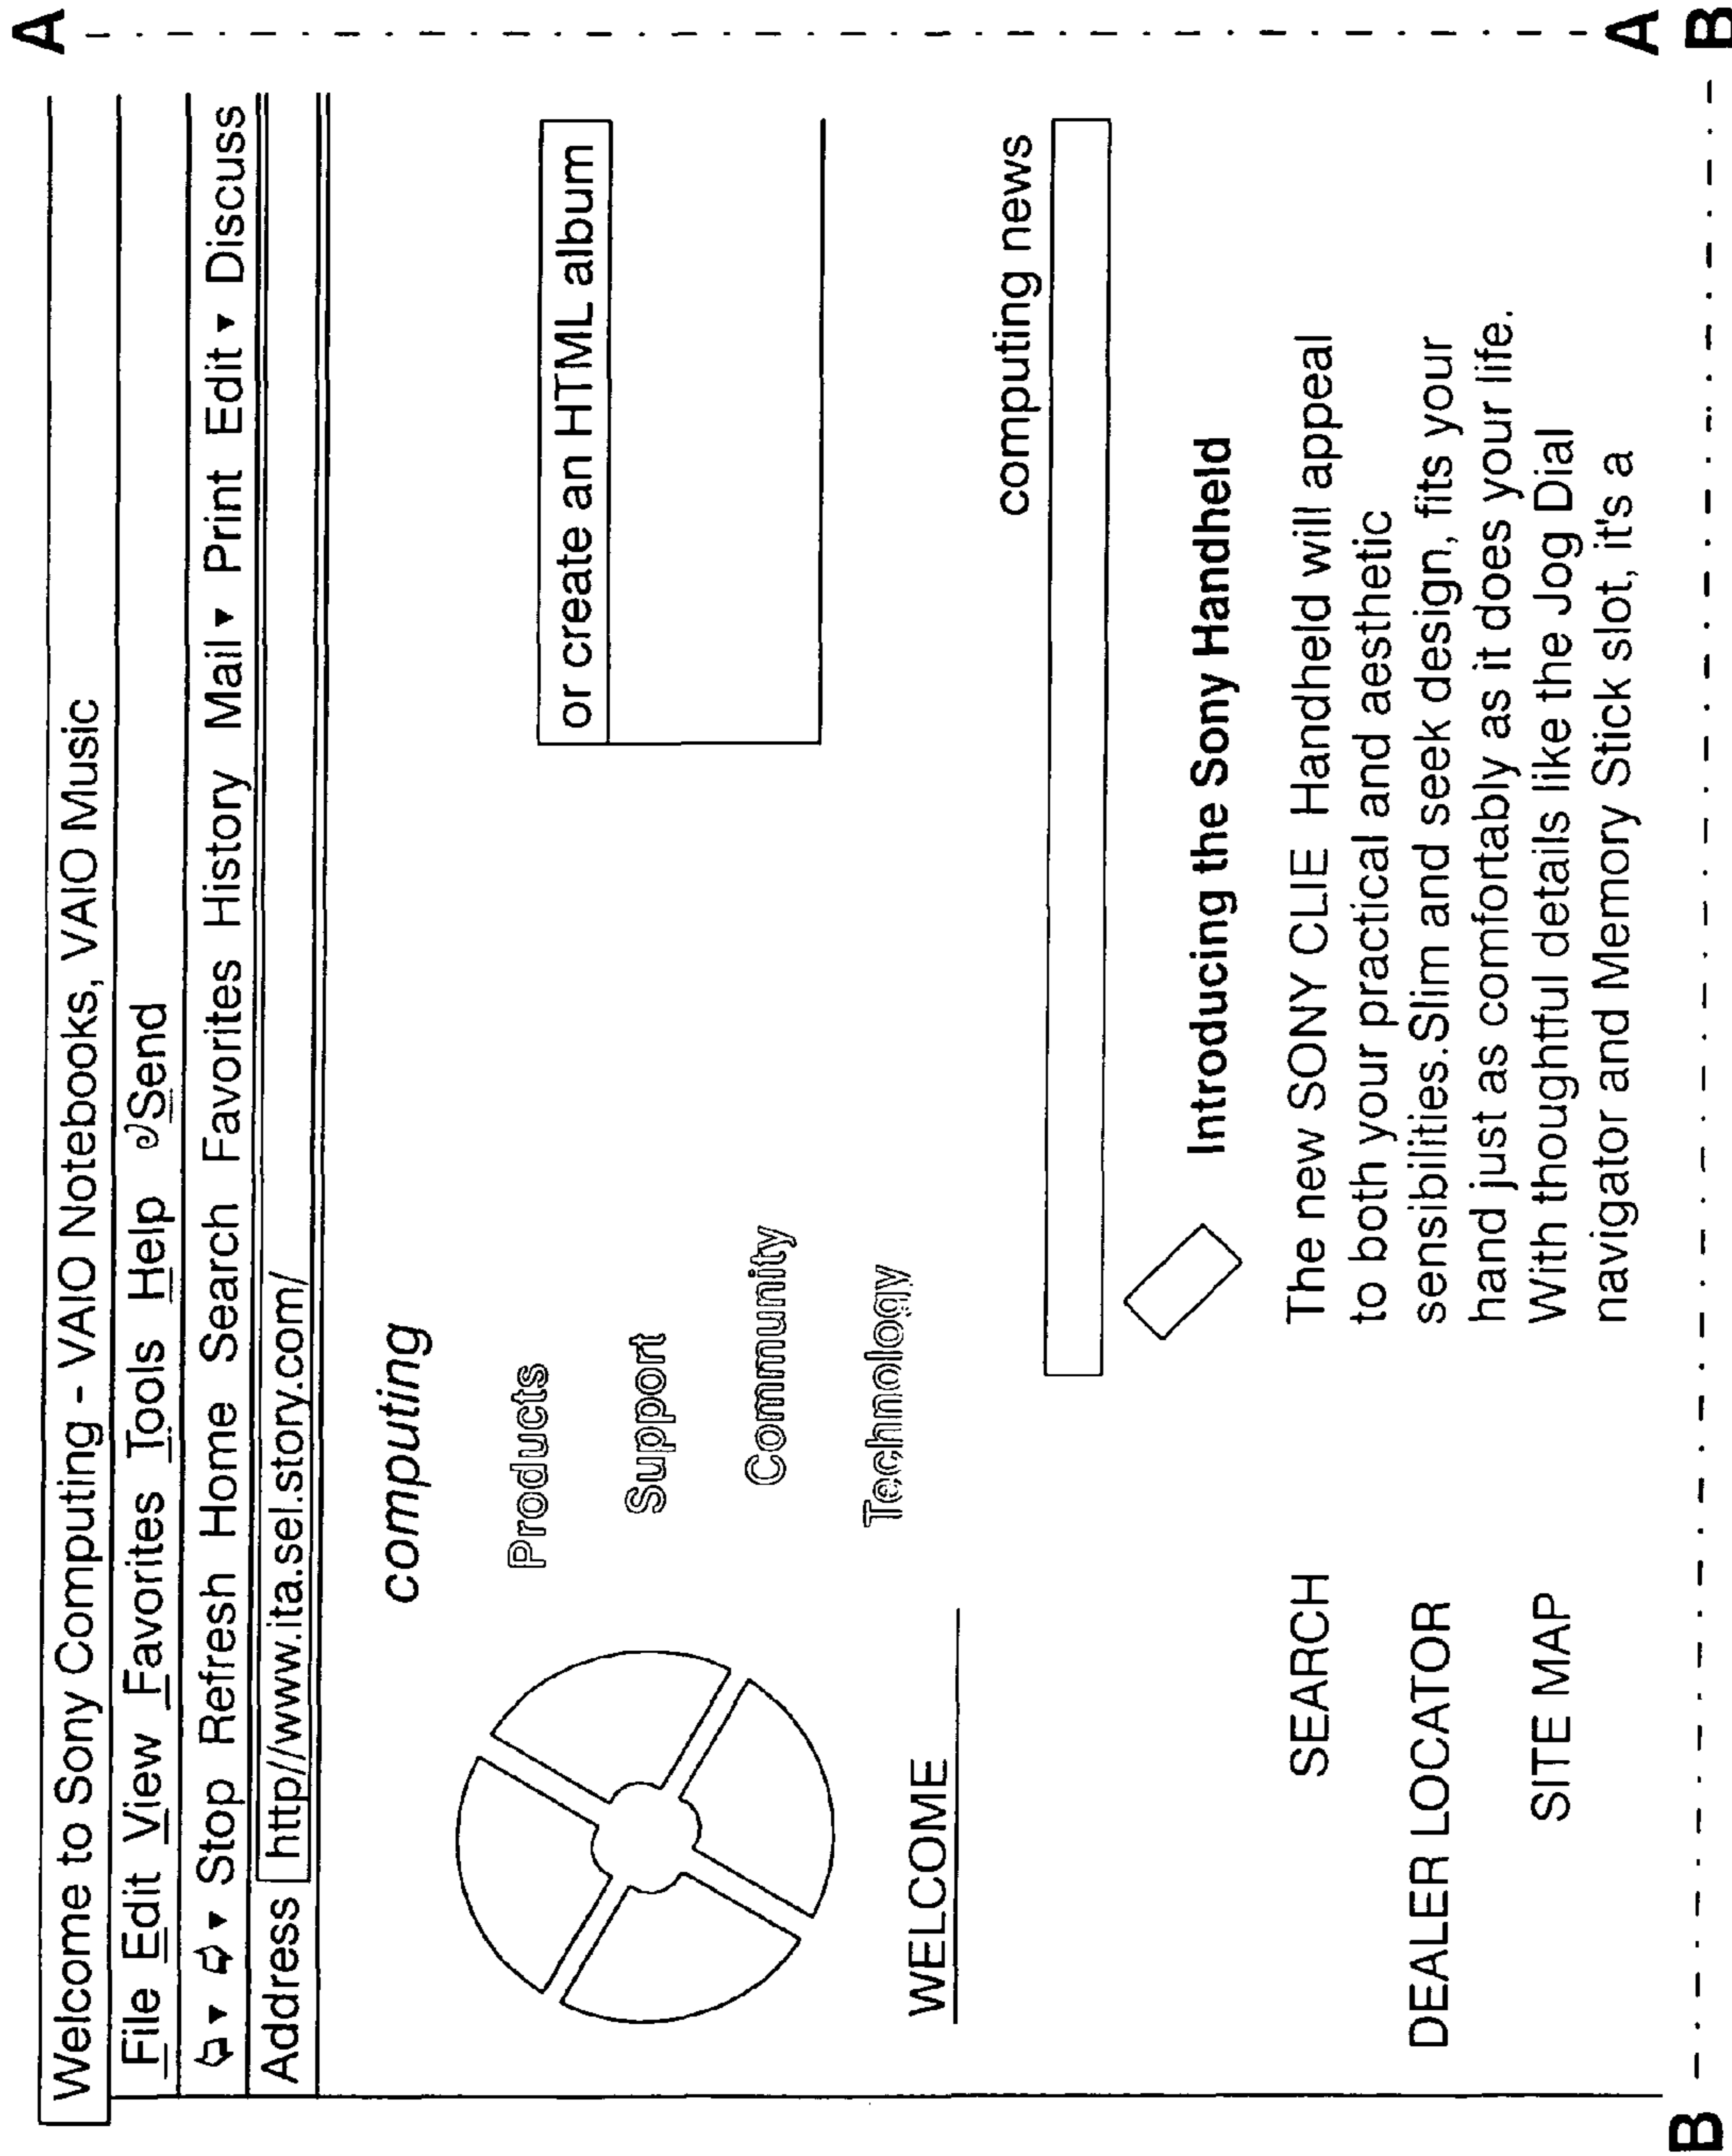 A
Welcome to Sony Computing - VAIO Notebooks, VAIO Music
File Edit View Favorites Tools Help Send
Stop Refresh Home Search Favorites History Mail Print Edit Discuss
Address http//www.ita.sel.story.com/
computing
Products
Support
Community
Technology
or create an HTML album
WELCOME
computing news
Introducing the Sony Handheld
The new SONY CLIE Handheld will appeal
to both your practical and aesthetic
sensibilities.Slim and seek design, fits your
hand just as comfortably as it does your life.
With thoughtful details like the Jog Dial
navigator and Memory Stick slot, it's a
SEARCH
DEALER LOCATOR
SITE MAP
A
B
B